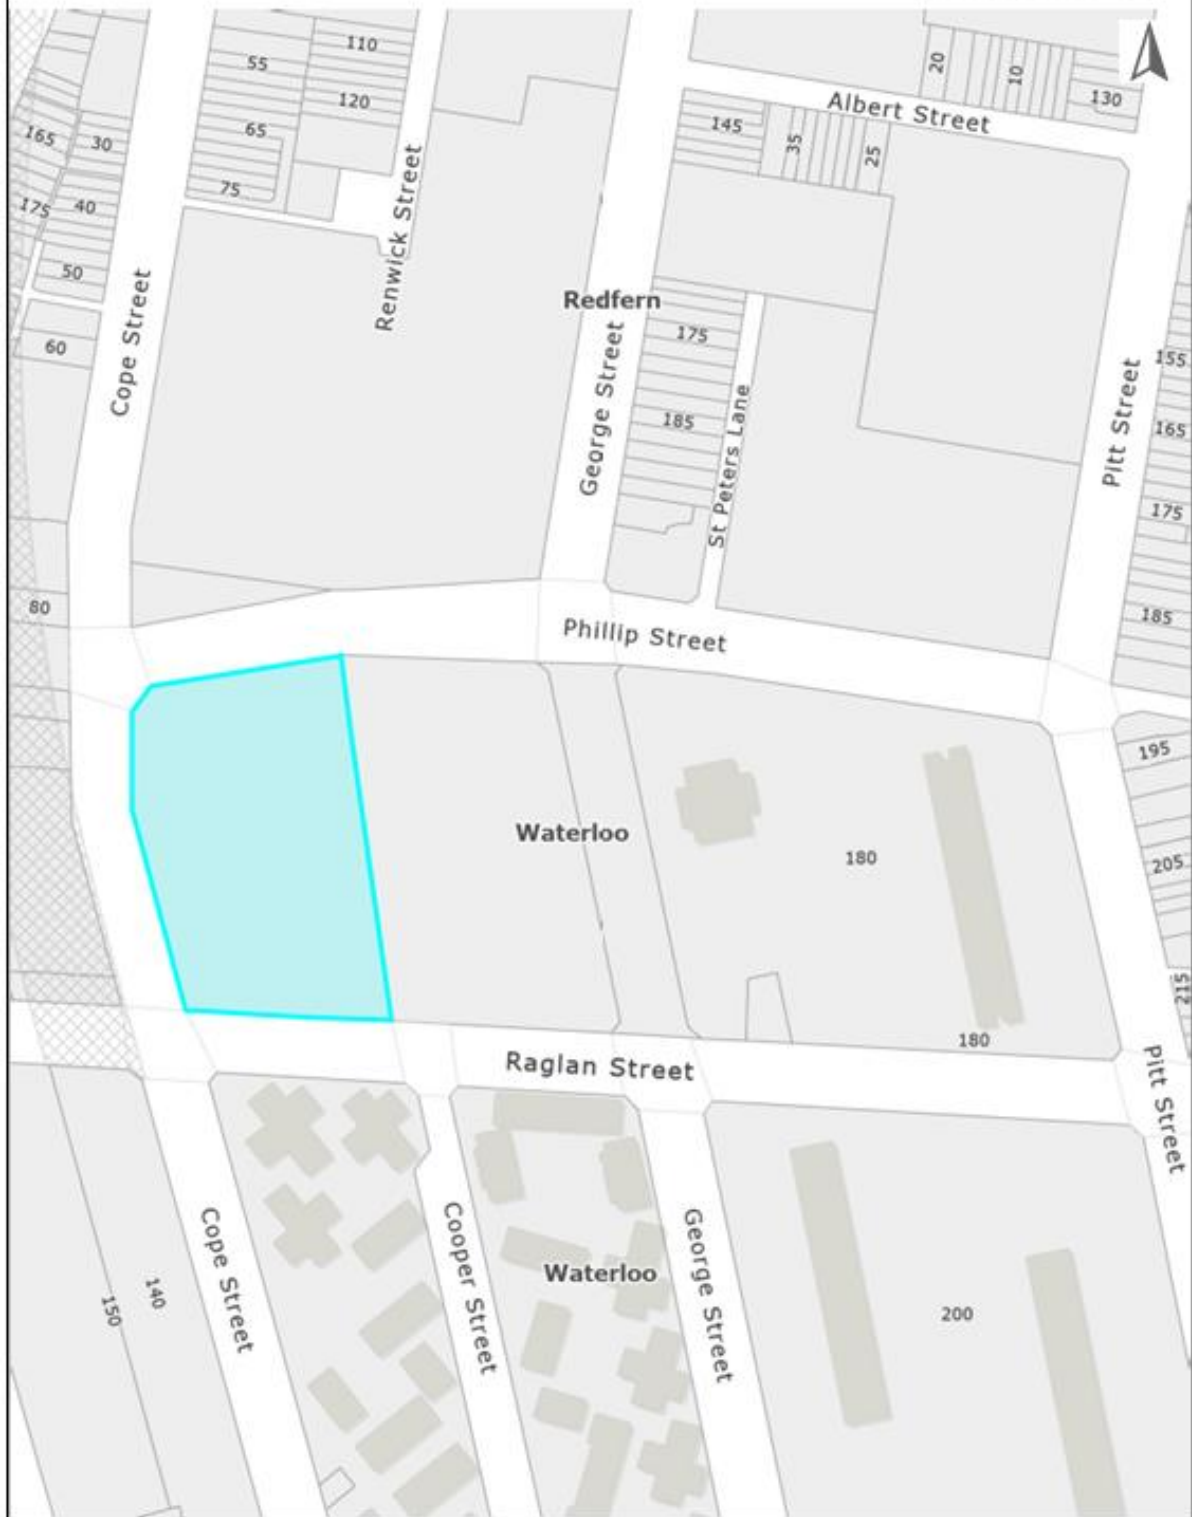 110
55
20
10
130
120
Albert Street
145
165
30
65
35
25
75
Renwick Street
175
40
50
Redfern
Cope Street
60
George Street
175
155
185
St Peters Lane
Pitt Street
165
175
80
Phillip Street
185
195
Waterloo
180
205
215
180
Raglan Street
Pitt Street
Cope Street
Cooper Street
George Street
Waterloo
140
150
200